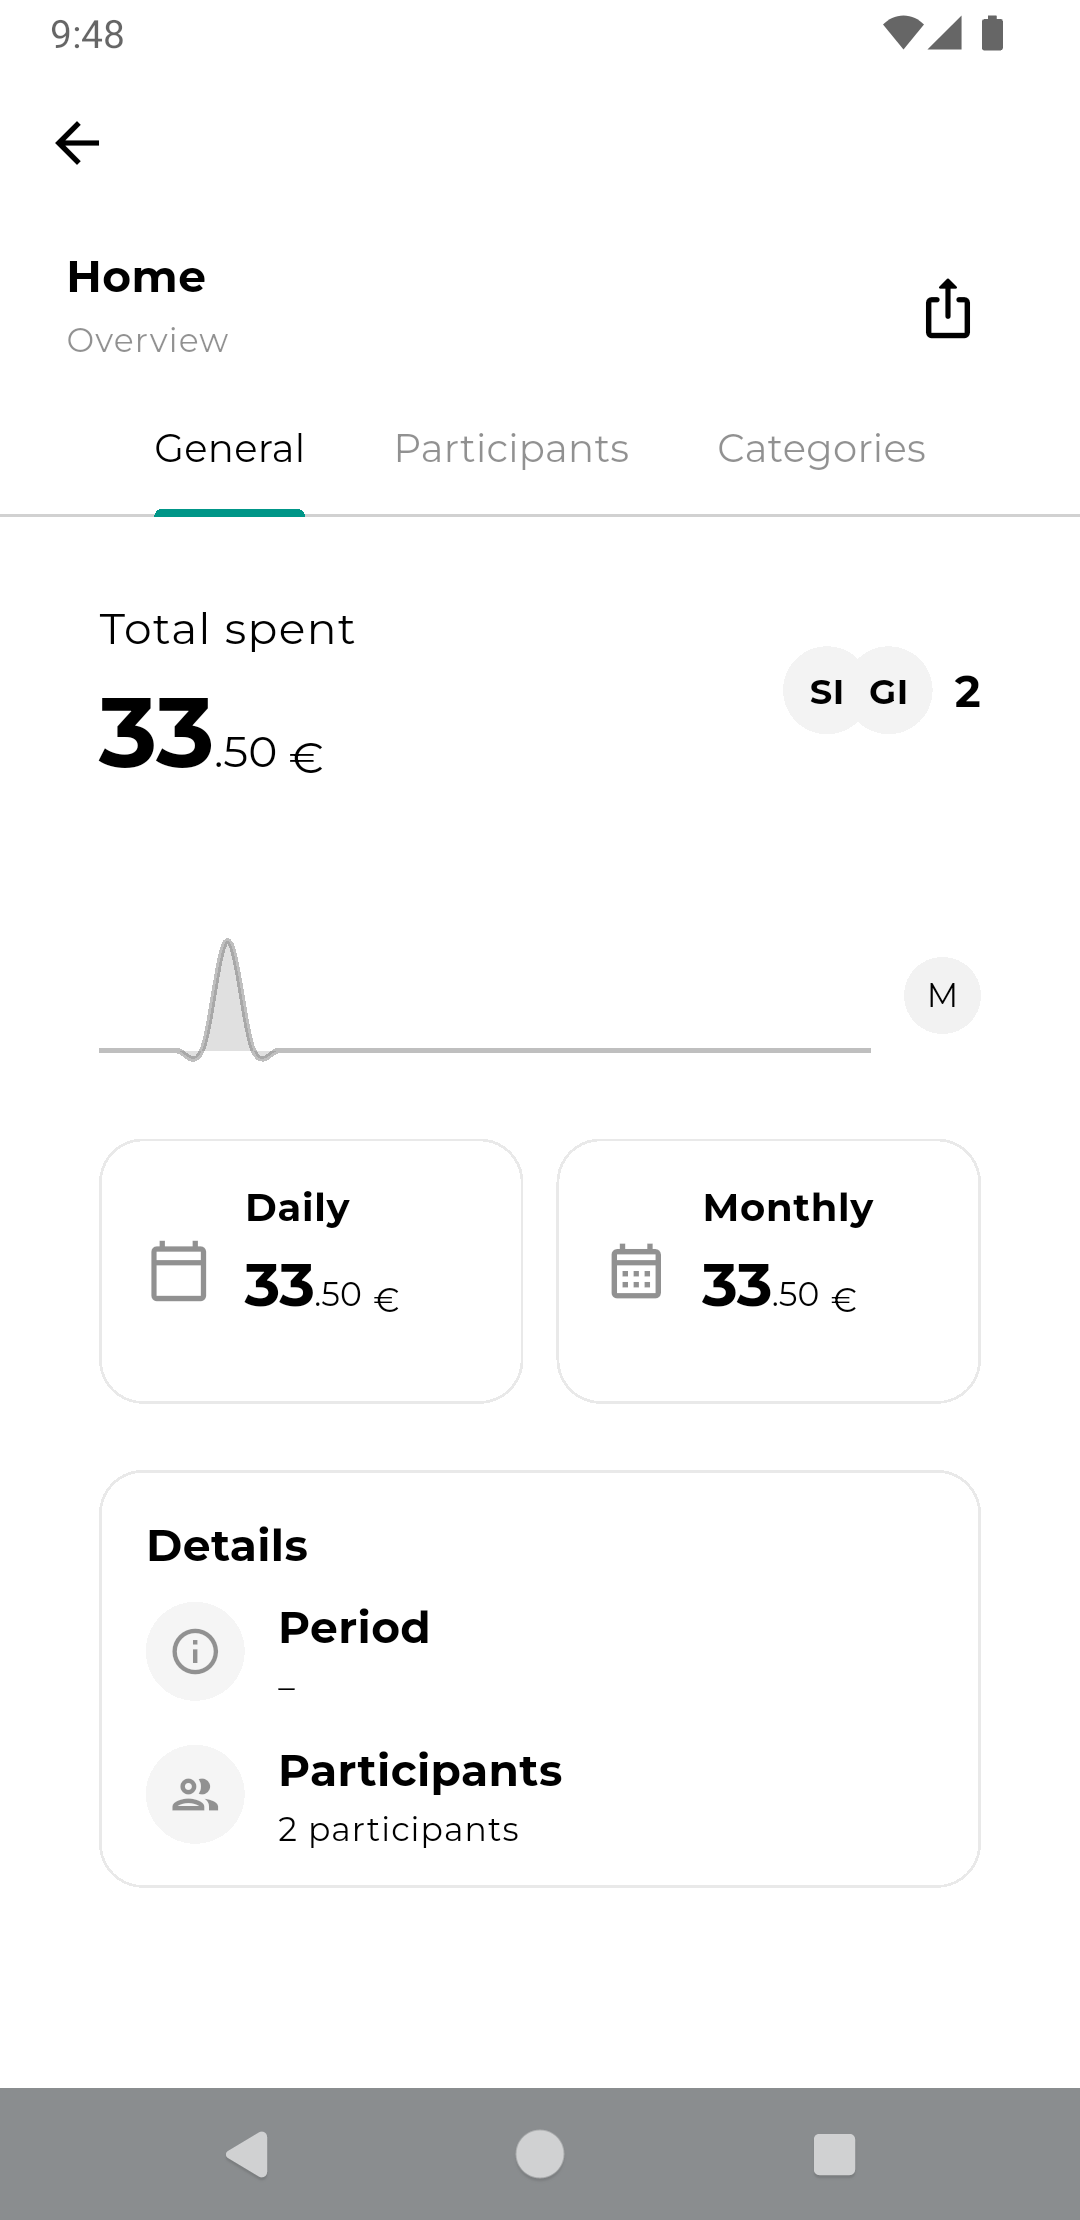 9:48
Home
Overview
General Participants Categories
Total spent
33.50 €
SI GI 2
M
Daily
33.50 €
Monthly
33.50 €
Details
Period
–
Participants
2 participants